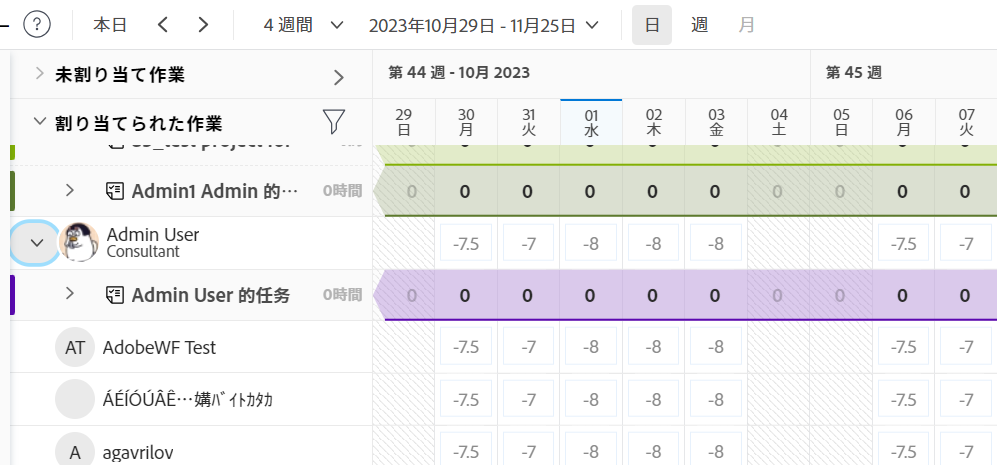 ? 本日 4 週間 2023年10月29日 - 11月25日 日 週 月
未割り当て作業 第 44 週 - 10月 2023 第 45 週
割り当てられた作業 29 30 31 01 02 03 04 05 06 07
日 月 火 水 木 金 土 日 月 火
Admin1 Admin 的… 0時間 0 0 0 0 0 0 0 0 0 0
Admin User -7.5 -7 -8 -8 -8 -7.5 -7
Consultant
Admin User 的任务 0時間 0 0 0 0 0 0 0 0 0 0
AT AdobeWF Test -7.5 -7 -8 -8 -8 -7.5 -7
ÁÉÍÓÚÂÊ…媾ﾊﾞｲﾄｶﾀｶ -7.5 -7 -8 -8 -8 -7.5 -7
A agavrilov -7.5 -7 -8 -8 -8 -7.5 -7